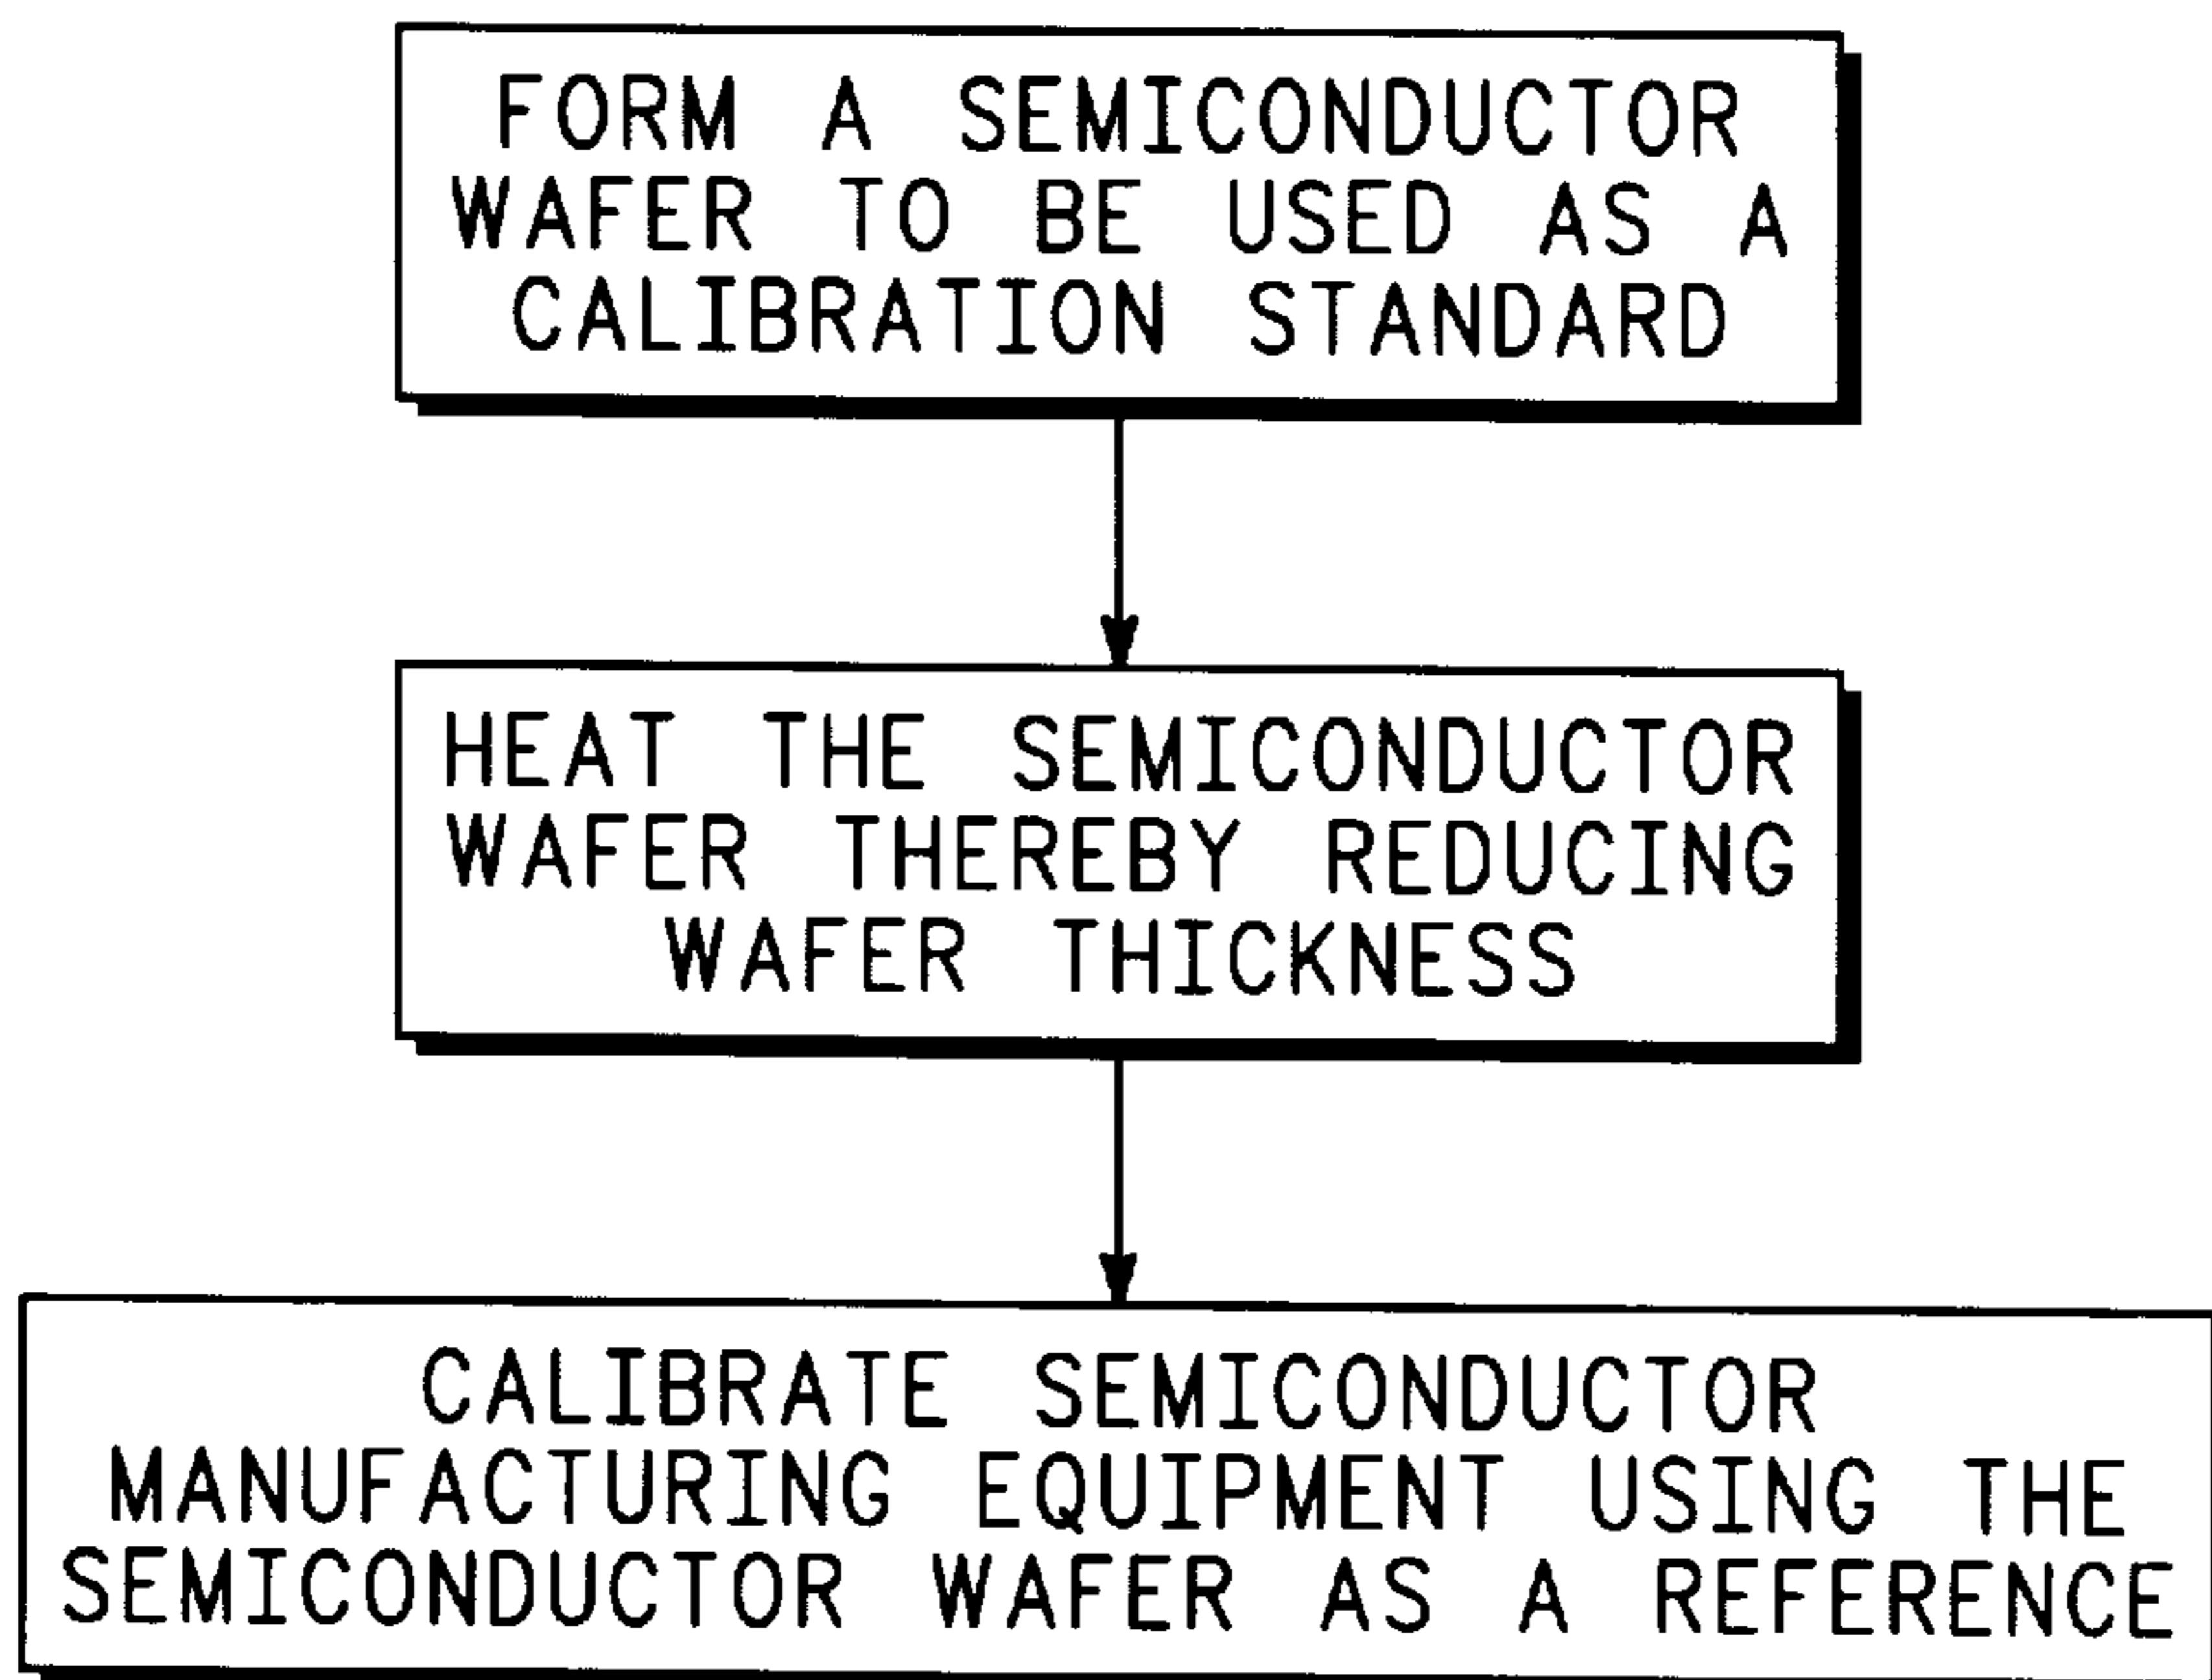 FORM A SEMICONDUCTOR
WAFER TO BE USED AS A
CALIBRATION STANDARD
HEAT THE SEMICONDUCTOR
WAFER THEREBY REDUCING
WAFER THICKNESS
CALIBRATE SEMICONDUCTOR
MANUFACTURING EQUIPMENT USING THE
SEMICONDUCTOR WAFER AS A REFERENCE